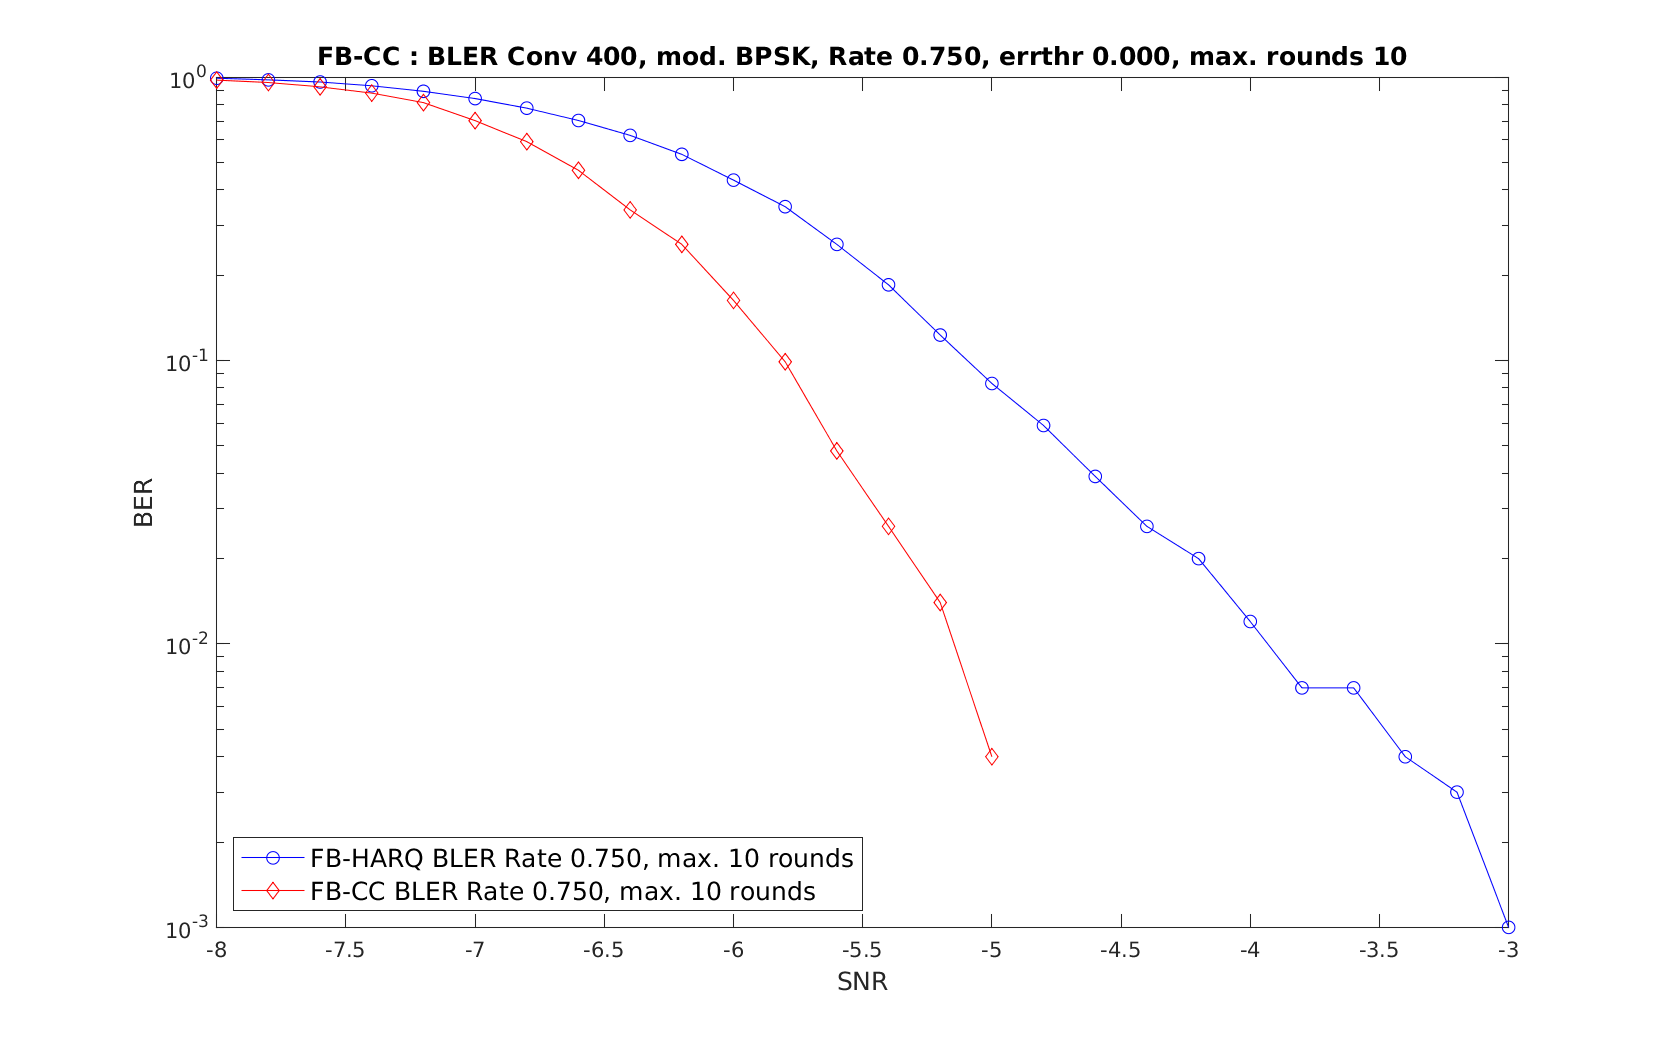 FB-CC : BLER Conv 400, mod. BPSK, Rate 0.750, errthr 0.000, max. rounds 10
10^0
10^-1
10^-2
10^-3
BER
FB-HARQ BLER Rate 0.750, max. 10 rounds
FB-CC BLER Rate 0.750, max. 10 rounds
-8 -7.5 -7 -6.5 -6 -5.5 -5 -4.5 -4 -3.5 -3
SNR